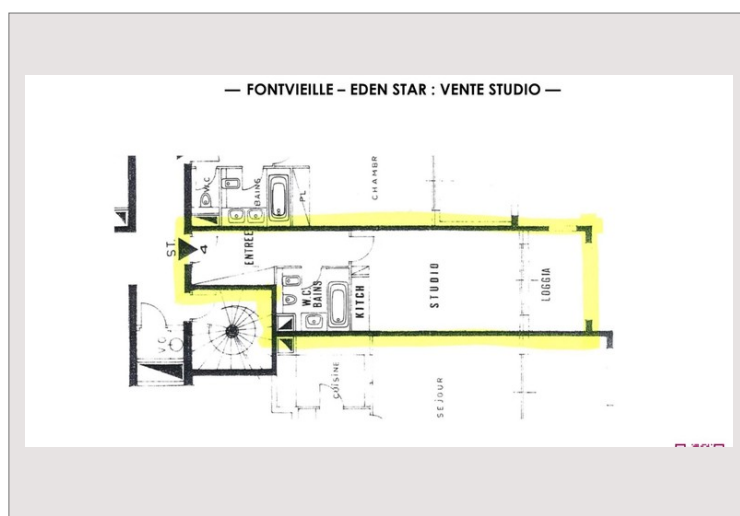 — FONTVIEILLE – EDEN STAR : VENTE STUDIO —
W.C
BAINS
PL
CHAMBR
ST.
4
ENTREE
W.C.
BAINS
KITCH
STUDIO
LOGGIA
V.C
CUISINE
SEJOUR